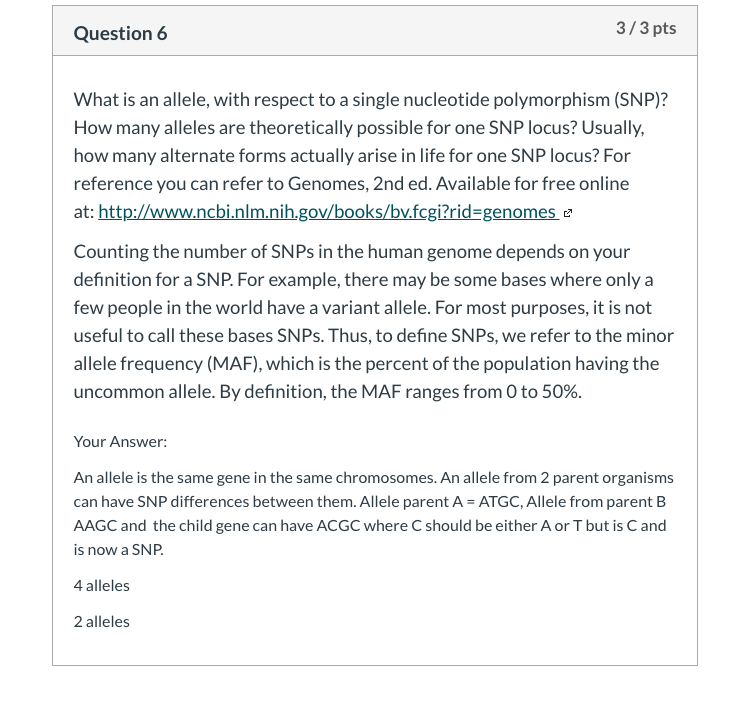 Question 6
3 / 3 pts
What is an allele, with respect to a single nucleotide polymorphism (SNP)?
How many alleles are theoretically possible for one SNP locus? Usually,
how many alternate forms actually arise in life for one SNP locus? For
reference you can refer to Genomes, 2nd ed. Available for free online
at: http://www.ncbi.nlm.nih.gov/books/bv.fcgi?rid=genomes
Counting the number of SNPs in the human genome depends on your
definition for a SNP. For example, there may be some bases where only a
few people in the world have a variant allele. For most purposes, it is not
useful to call these bases SNPs. Thus, to define SNPs, we refer to the minor
allele frequency (MAF), which is the percent of the population having the
uncommon allele. By definition, the MAF ranges from 0 to 50%.
Your Answer:
An allele is the same gene in the same chromosomes. An allele from 2 parent organisms
can have SNP differences between them. Allele parent A = ATGC, Allele from parent B
AAGC and the child gene can have ACGC where C should be either A or T but is C and
is now a SNP.
4 alleles
2 alleles